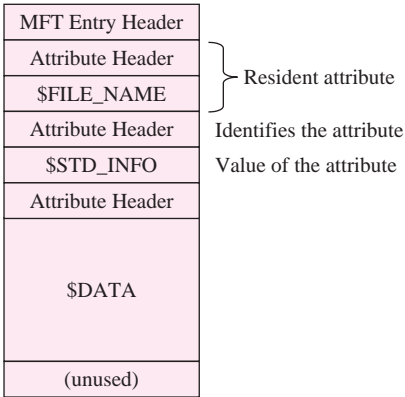 MFT Entry Header
Attribute Header
Resident attribute
$FILE_NAME
Attribute Header Identifies the attribute
$STD_INFO Value of the attribute
Attribute Header
$DATA
(unused)